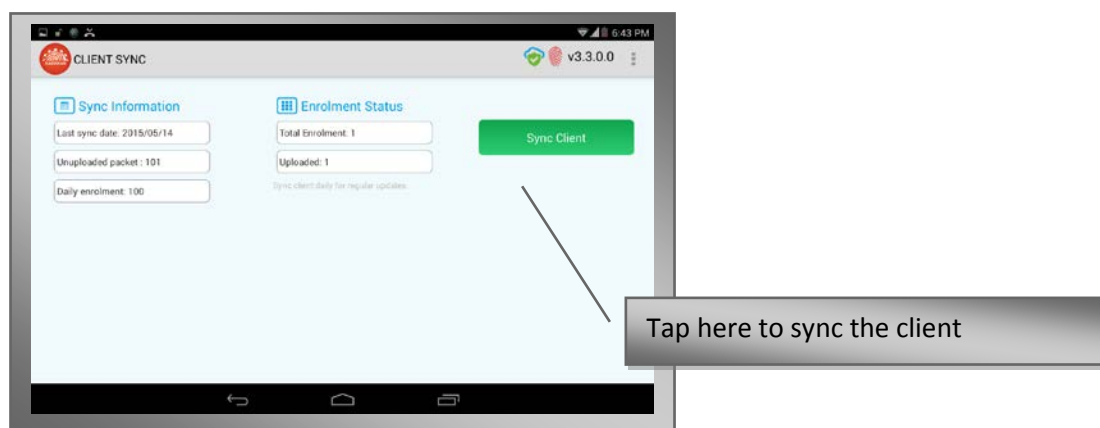 6:43 PM
CLIENT SYNC
v3.3.0.0
Sync Information
Enrolment Status
Last sync date: 2015/05/14
Total Enrolment: 1
Sync Client
Unuploaded packet : 101
Uploaded: 1
Daily enrolment: 100
Sync client daily for regular updates.
Tap here to sync the client